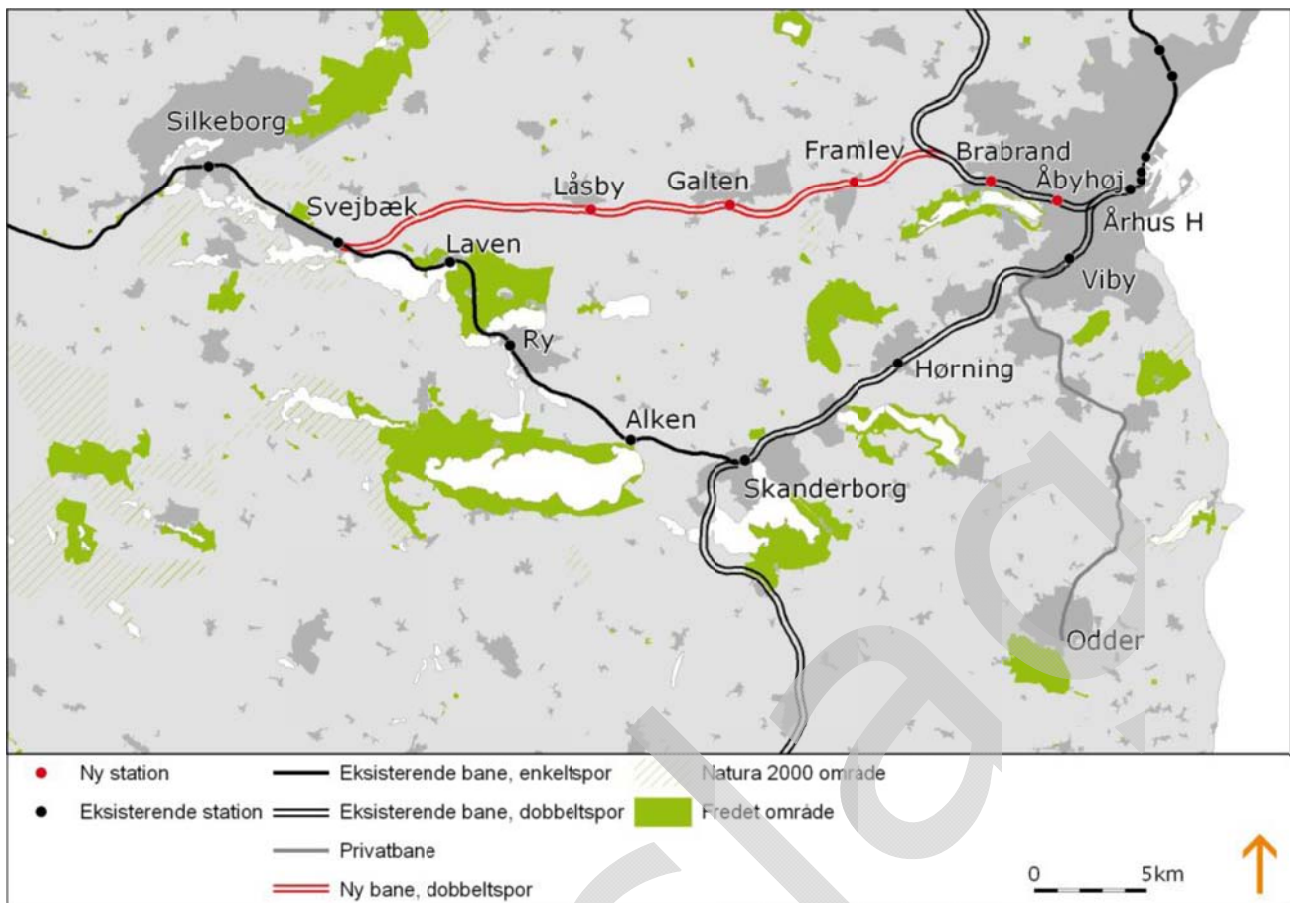 Silkeborg
Svejbæk
Låsby
Galten
Framlev
Brabrand
Åbyhøj
Århus H
Viby
Laven
Ry
Hørning
Alken
Skanderborg
Odder
Ny station
Eksisterende station
Eksisterende bane, enkeltspor
Eksisterende bane, dobbeltspor
Privatbane
Ny bane, dobbeltspor
Natura 2000 område
Fredet område
0 5km